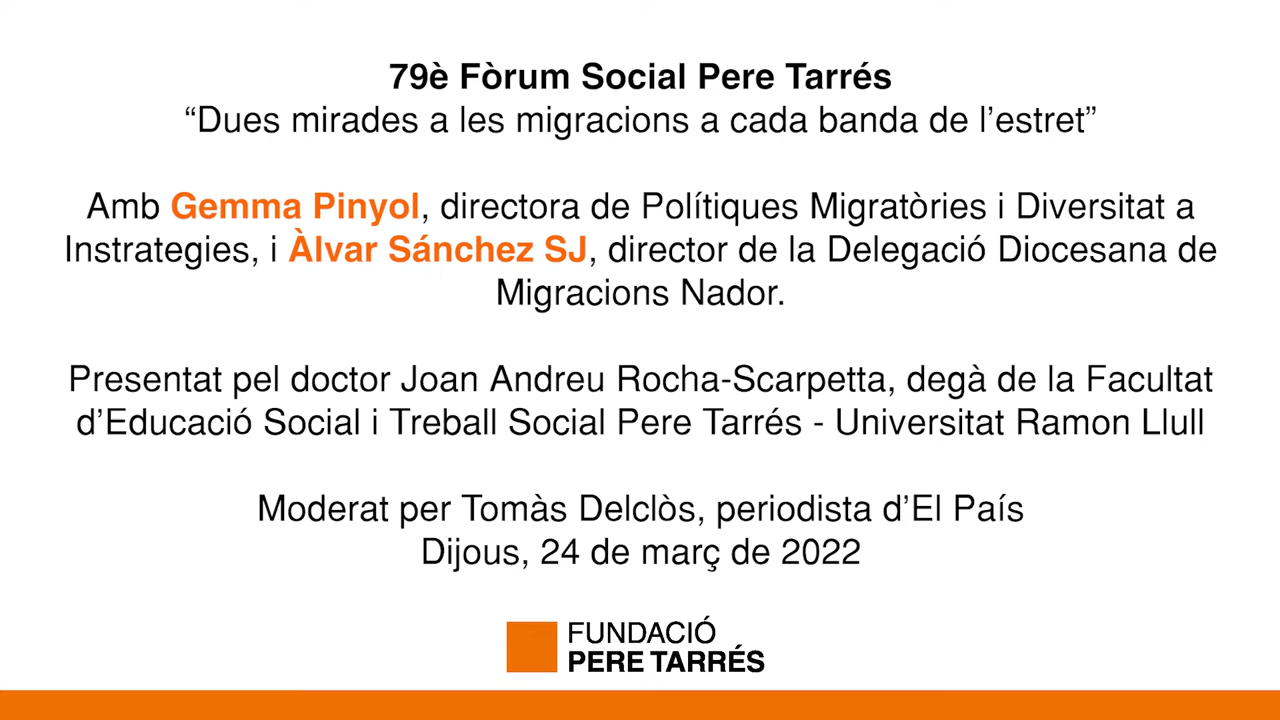 79è Fòrum Social Pere Tarrés
“Dues mirades a les migracions a cada banda de l’estret”
Amb Gemma Pinyol, directora de Polítiques Migratòries i Diversitat a
Instrategies, i Àlvar Sánchez SJ, director de la Delegació Diocesana de
Migracions Nador.
Presentat pel doctor Joan Andreu Rocha-Scarpetta, degà de la Facultat
d’Educació Social i Treball Social Pere Tarrés - Universitat Ramon Llull
Moderat per Tomàs Delclòs, periodista d’El País
Dijous, 24 de març de 2022
FUNDACIÓ
PERE TARRÉS